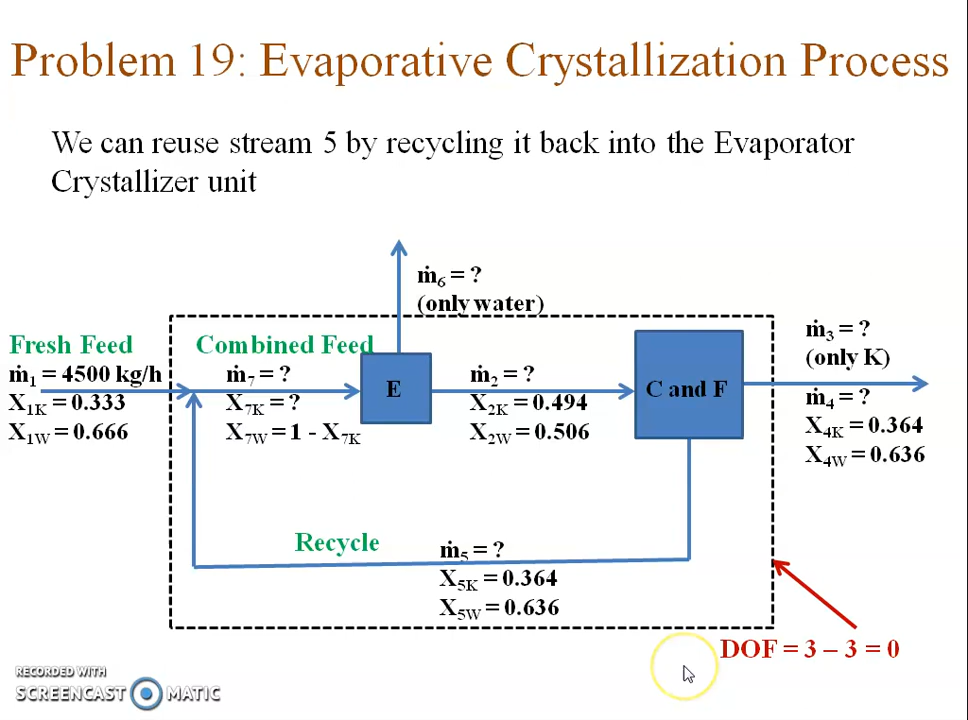 Problem 19: Evaporative Crystallization Process
We can reuse stream 5 by recycling it back into the Evaporator
Crystallizer unit
ṁ₆ = ?
(only water)
Fresh Feed
ṁ₁ = 4500 kg/h
X₁K = 0.333
X₁W = 0.666
Combined Feed
ṁ₇ = ?
X₇K = ?
X₇W = 1 - X₇K
E
ṁ₂ = ?
X₂K = 0.494
X₂W = 0.506
C and F
ṁ₃ = ?
(only K)
ṁ₄ = ?
X₄K = 0.364
X₄W = 0.636
Recycle
ṁ₅ = ?
X₅K = 0.364
X₅W = 0.636
DOF = 3 – 3 = 0
RECORDED WITH
SCREENCAST MATIC